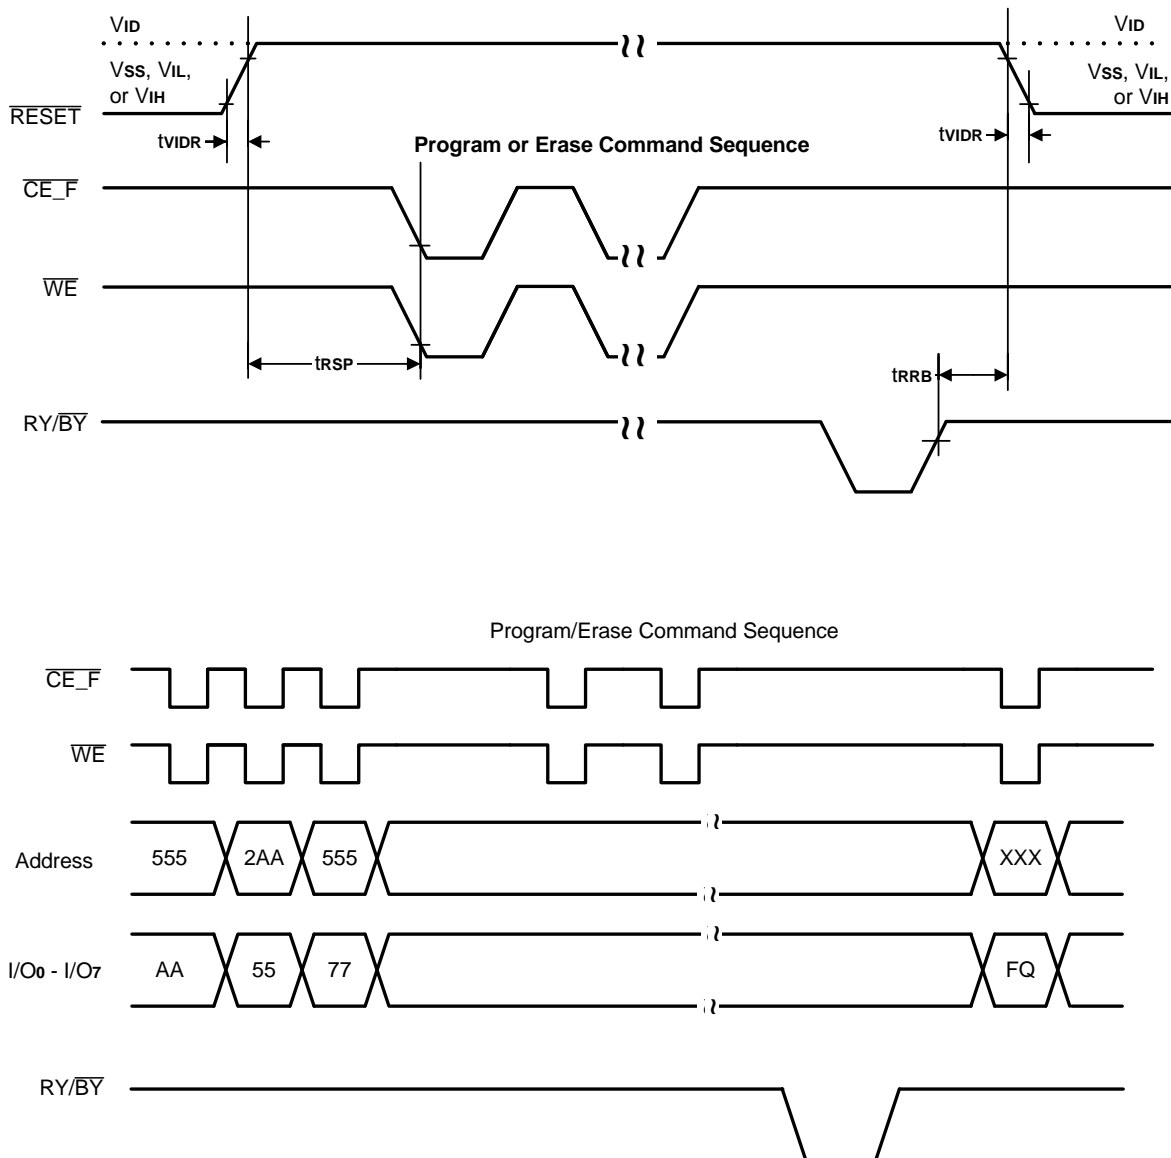 VID
VID
VSS, VIL,
or VIH
VSS, VIL,
or VIH
RESET
tVIDR
tVIDR
Program or Erase Command Sequence
CE_F
WE
tRSP
tRRB
RY/BY
Program/Erase Command Sequence
CE_F
WE
Address
555
2AA
555
XXX
I/O0 - I/O7
AA
55
77
FQ
RY/BY